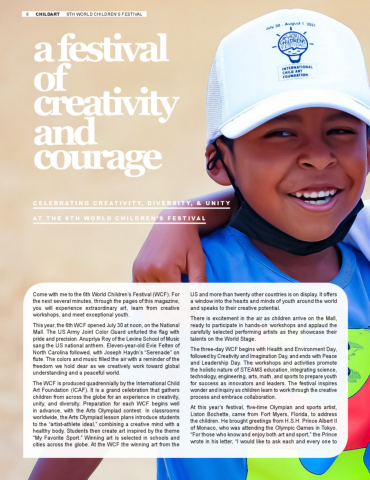 6 CHILDART 6TH WORLD CHILDREN'S FESTIVAL
July 30 - August 1, 2021
INTERNATIONAL
CHILD ART
FOUNDATION
a festival
of
creativity
and
courage
CELEBRATING CREATIVITY, DIVERSITY, & UNITY
AT THE 6TH WORLD CHILDREN'S FESTIVAL
Come with me to the 6th World Children's Festival (WCF). For
the next several minutes, through the pages of this magazine,
you will experience extraordinary art, learn from creative
workshops, and meet exceptional youth.
This year, the 6th WCF opened July 30 at noon, on the National
Mall. The US Army Joint Color Guard unfurled the flag with
pride and precision. Anupriya Roy of the Levine School of Music
sang the US national anthem. Eleven-year-old Evie Felten of
North Carolina followed, with Joseph Haydn's "Serenade" on
flute. The colors and music filled the air with a reminder of the
freedom we hold dear as we creatively work toward global
understanding and a peaceful world.
The WCF is produced quadrennially by the International Child
Art Foundation (ICAF). It is a grand celebration that gathers
children from across the globe for an experience in creativity,
unity, and diversity. Preparation for each WCF begins well
in advance, with the Arts Olympiad contest. In classrooms
worldwide, the Arts Olympiad lesson plans introduce students
to the "artist-athlete ideal," combining a creative mind with a
healthy body. Students then create art inspired by the theme
"My Favorite Sport." Winning art is selected in schools and
cities across the globe. At the WCF the winning art from the
US and more than twenty other countries is on display. It offers
a window into the hearts and minds of youth around the world
and speaks to their creative potential.
There is excitement in the air as children arrive on the Mall,
ready to participate in hands-on workshops and applaud the
carefully selected performing artists as they showcase their
talents on the World Stage.
The three-day WCF begins with Health and Environment Day,
followed by Creativity and Imagination Day, and ends with Peace
and Leadership Day. The workshops and activities promote
the holistic nature of STEAMS education, integrating science,
technology, engineering, arts, math, and sports to prepare youth
for success as innovators and leaders. The festival inspires
wonder and inquiry as children learn to work through the creative
process and embrace collaboration.
At this year's festival, five-time Olympian and sports artist,
Liston Bochette, came from Fort Myers, Florida, to address
the children. He brought greetings from H.S.H. Prince Albert II
of Monaco, who was attending the Olympic Games in Tokyo.
"For those who know and enjoy both art and sport," the Prince
wrote in his letter, "I would like to ask each and every one to